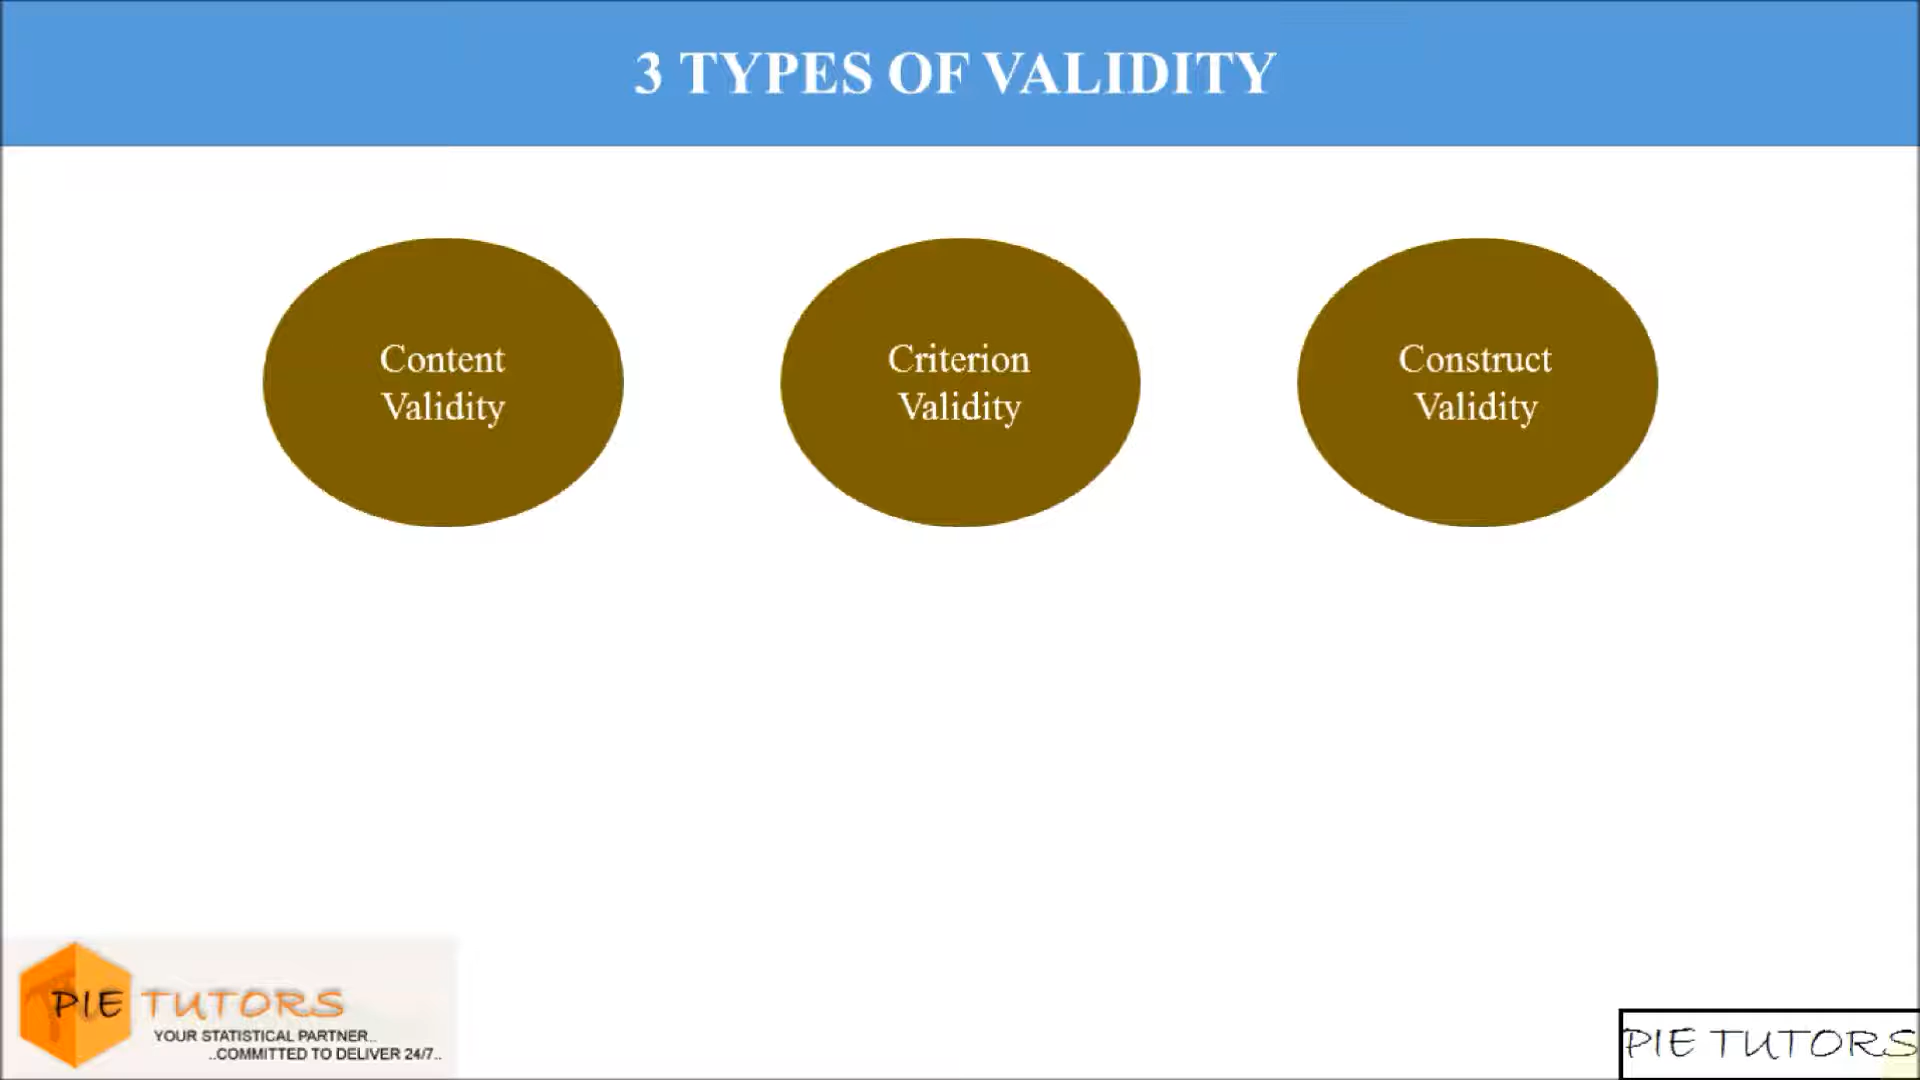 3 TYPES OF VALIDITY
Content
Validity
Criterion
Validity
Construct
Validity
PIE TUTORS
YOUR STATISTICAL PARTNER..
..COMMITTED TO DELIVER 24/7..
PIE TUTORS